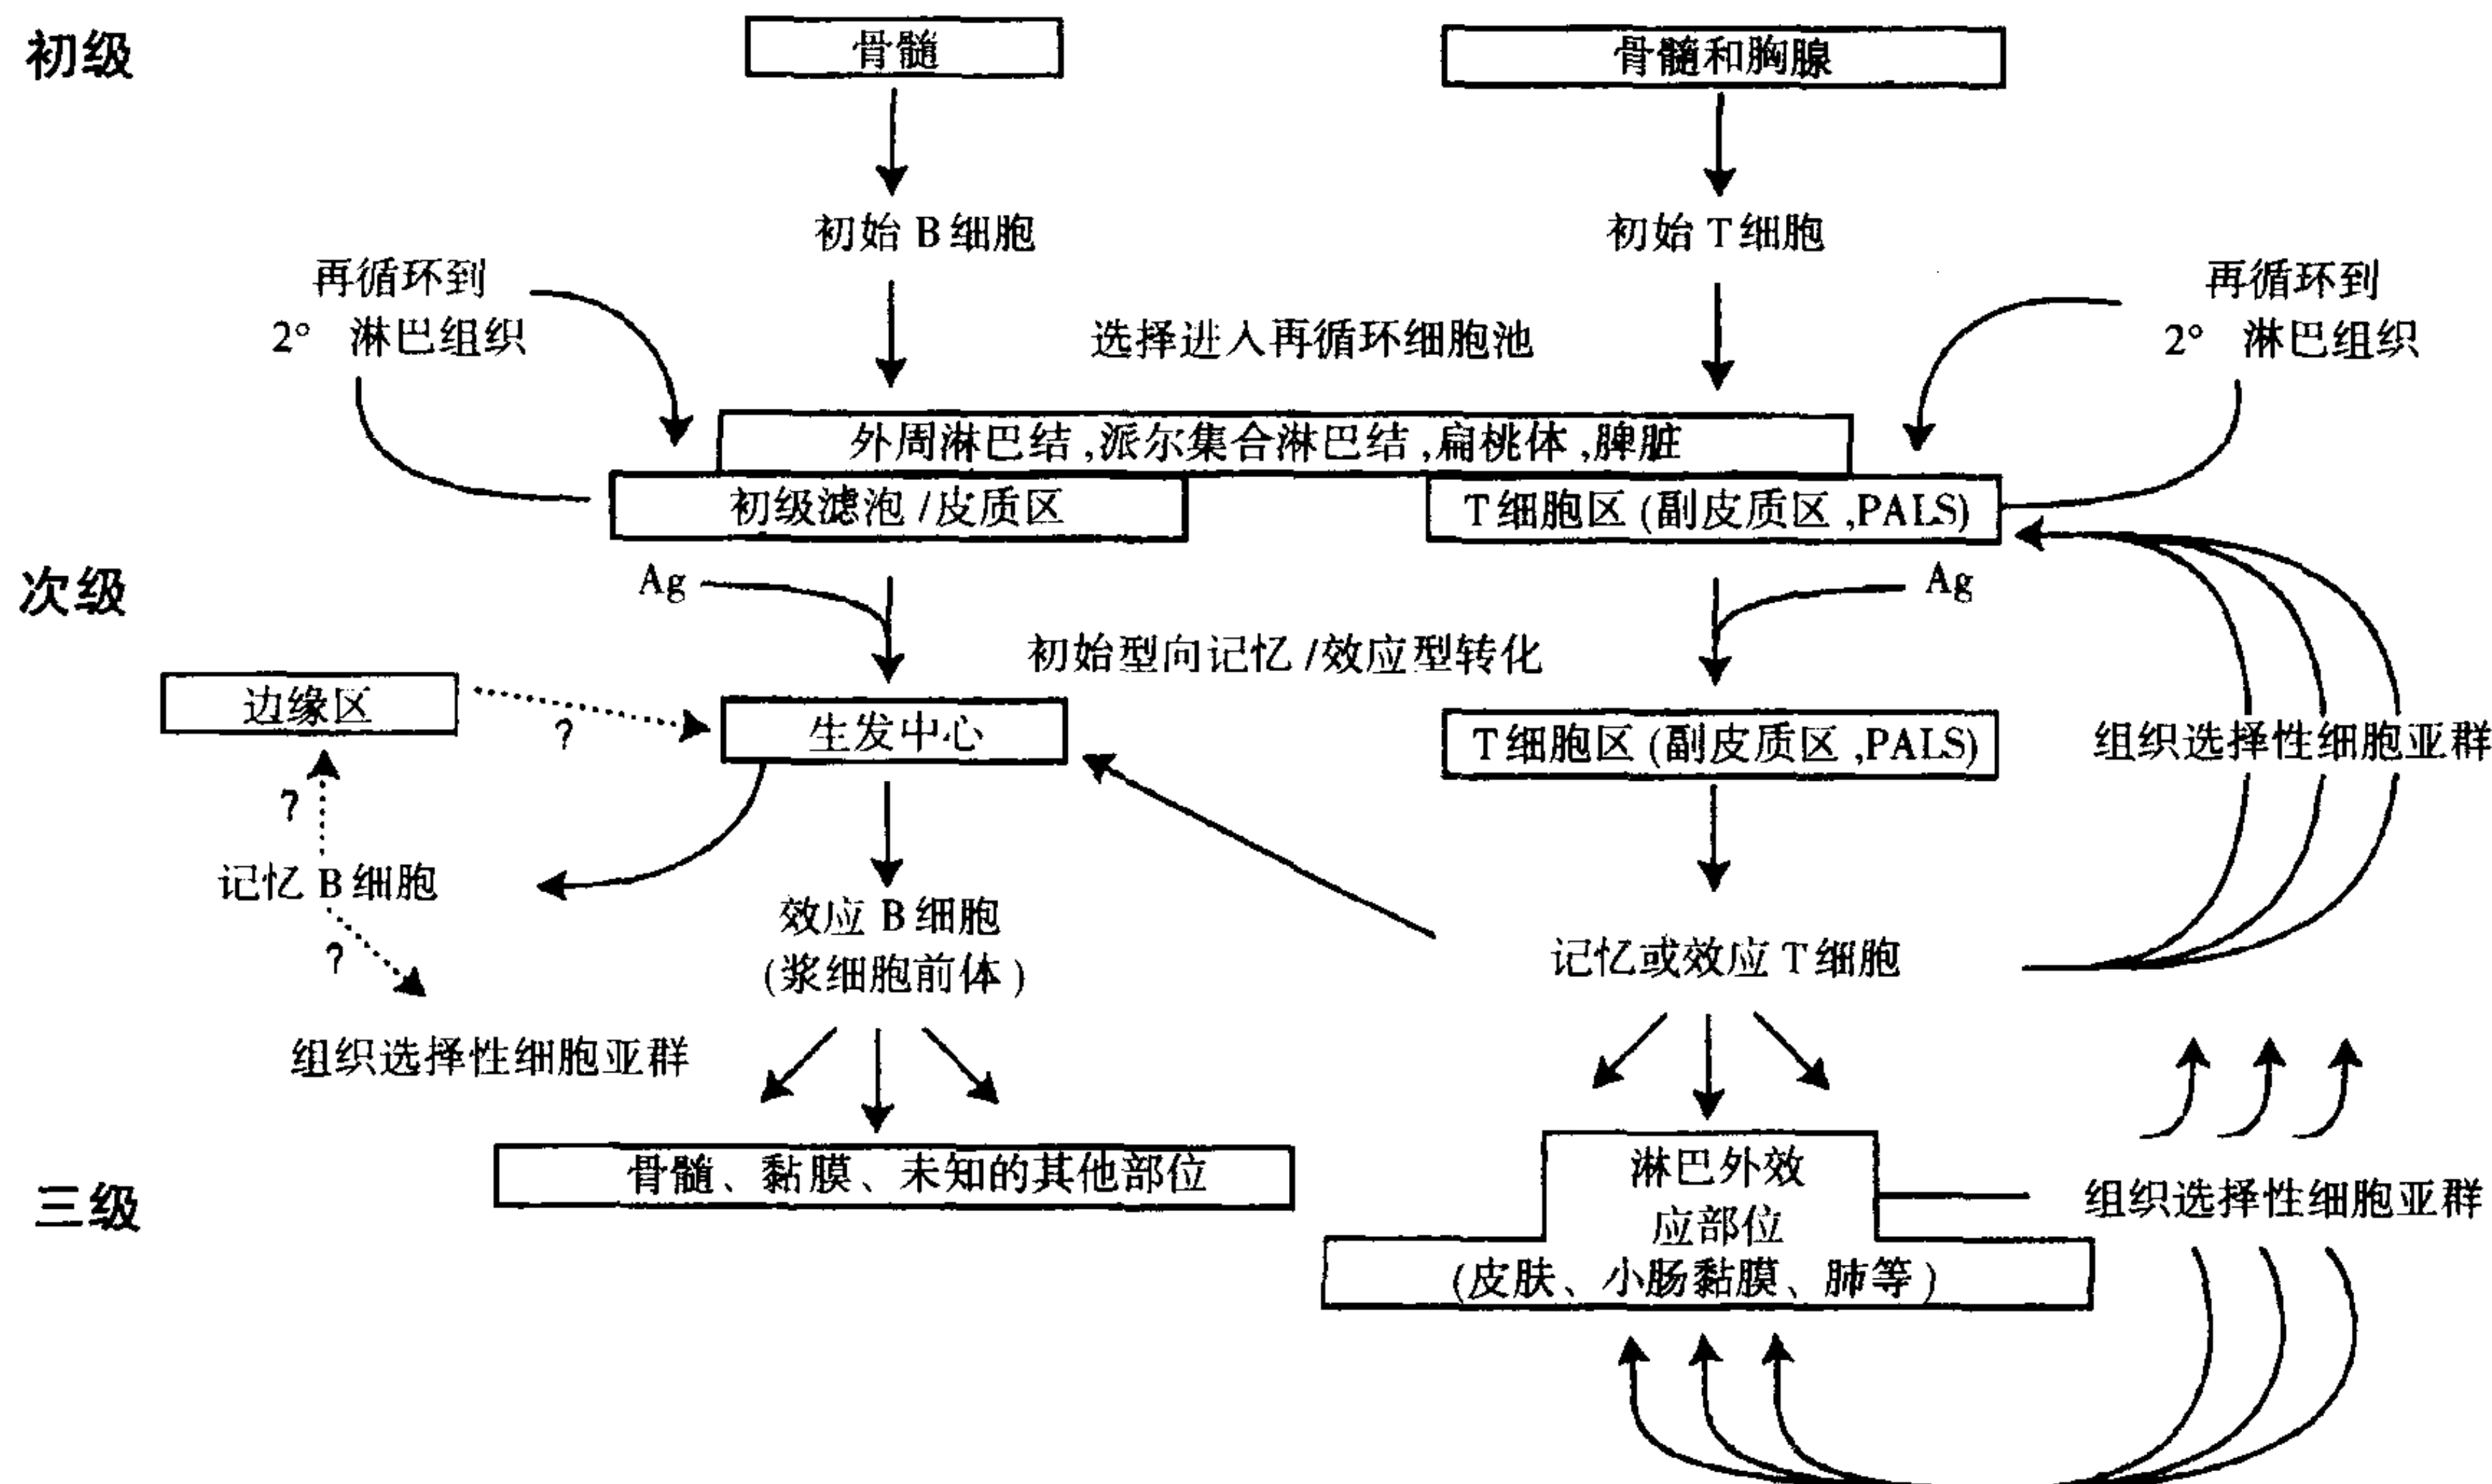 初级
骨髓
骨髓和胸腺
初始 B 细胞
初始 T 细胞
再循环到
2° 淋巴组织
选择进入再循环细胞池
再循环到
2° 淋巴组织
外周淋巴结,派尔集合淋巴结,扁桃体,脾脏
初级滤泡/皮质区
T细胞区(副皮质区,PALS)
次级
Ag
Ag
初始型向记忆/效应型转化
边缘区
?
生发中心
T细胞区(副皮质区,PALS)
组织选择性细胞亚群
?
记忆 B 细胞
?
效应 B 细胞
(浆细胞前体)
记忆或效应 T 细胞
组织选择性细胞亚群
三级
骨髓、黏膜、未知的其他部位
淋巴外效
应部位
(皮肤、小肠黏膜、肺等)
组织选择性细胞亚群